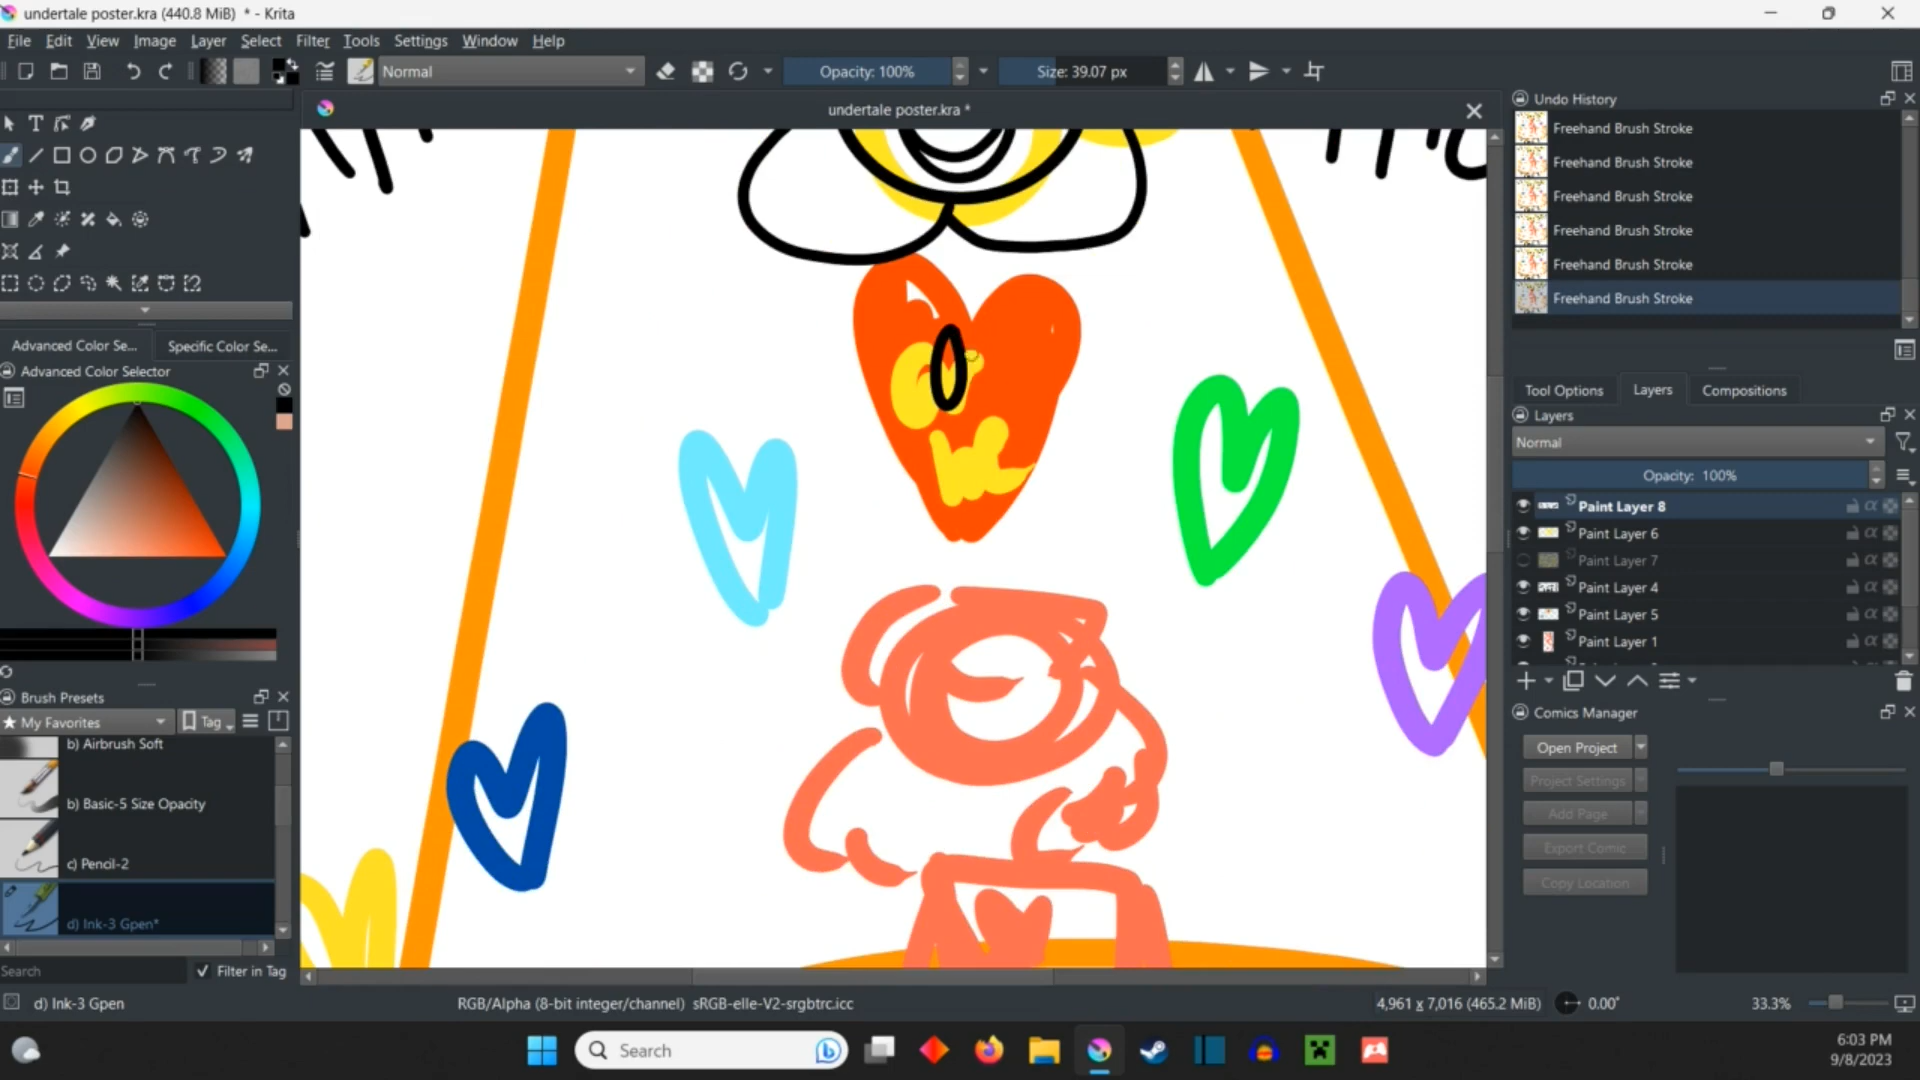 undertale poster.kra (440.8 MiB) * - Krita
File Edit View Image Layer Select Filter Tools Settings Window Help
Normal
Opacity: 100%
Size: 39.07 px
undertale poster.kra *
Undo History
Freehand Brush Stroke
Freehand Brush Stroke
Freehand Brush Stroke
Freehand Brush Stroke
Freehand Brush Stroke
Freehand Brush Stroke
Advanced Color Se...
Specific Color Se...
Advanced Color Selector
Tool Options
Layers
Compositions
Layers
Normal
Opacity: 100%
Paint Layer 8
Paint Layer 6
Paint Layer 7
Paint Layer 4
Paint Layer 5
Paint Layer 1
Brush Presets
My Favorites
Tag
b) Airbrush Soft
b) Basic-5 Size Opacity
c) Pencil-2
d) Ink-3 Gpen*
Search
Filter in Tag
Comics Manager
Open Project
Project Settings
Add Page
Export Comic
Copy Location
d) Ink-3 Gpen
RGB/Alpha (8-bit integer/channel) sRGB-elle-V2-srgbtrc.icc
4,961 x 7,016 (465.2 MiB)
0.00°
33.3%
Search
6:03 PM
9/8/2023